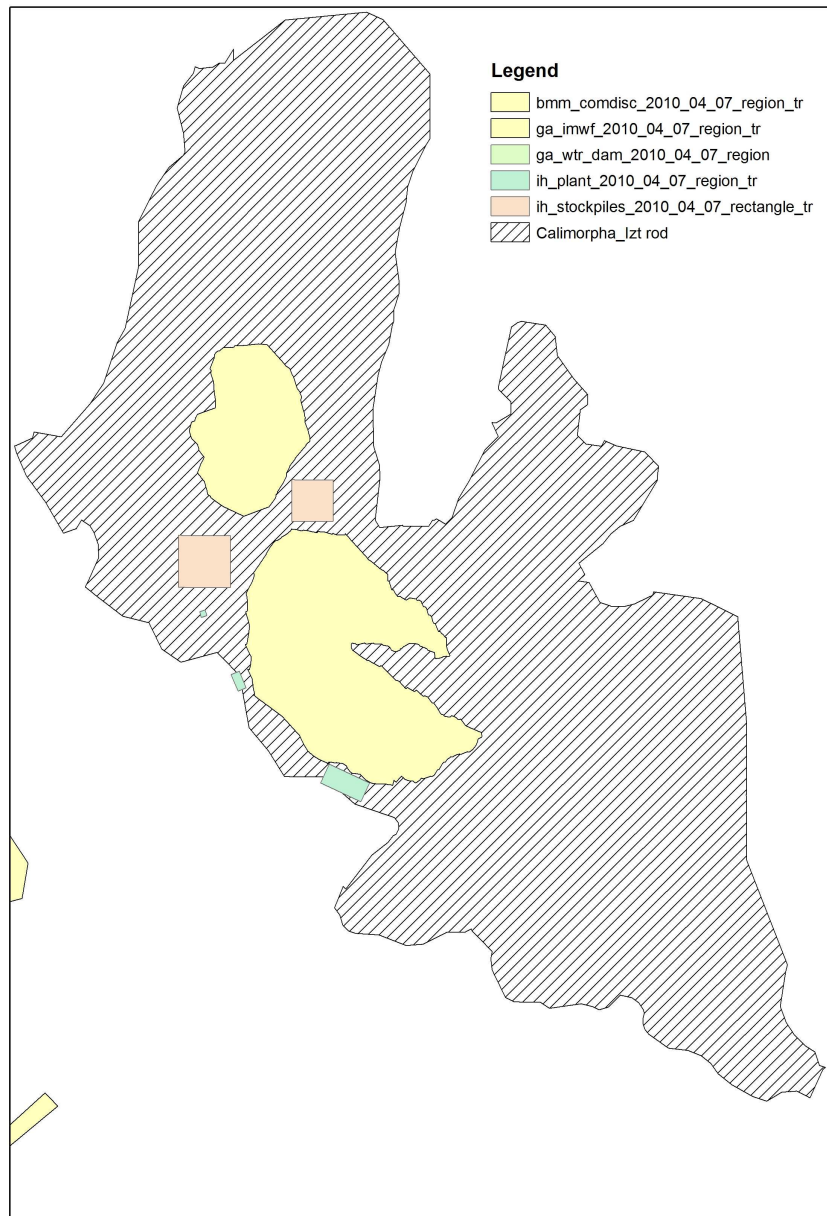 Legend
bmm_comdisc_2010_04_07_region_tr
ga_imwf_2010_04_07_region_tr
ga_wtr_dam_2010_04_07_region
ih_plant_2010_04_07_region_tr
ih_stockpiles_2010_04_07_rectangle_tr
Calimorpha_lzt rod